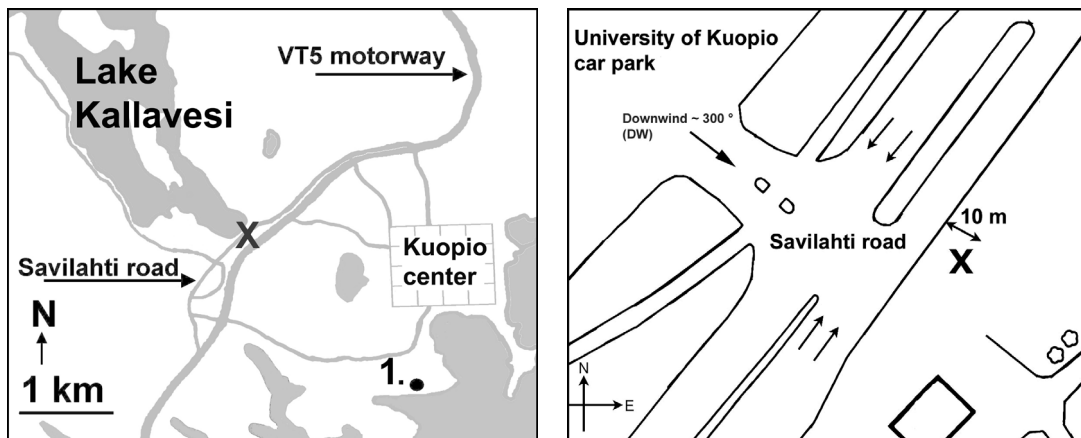 Lake
Kallavesi
VT5 motorway
X
Savilahti road
Kuopio
center
N
1 km
1.
University of Kuopio
car park
Downwind ~ 300 °
(DW)
10 m
Savilahti road
X
N
E